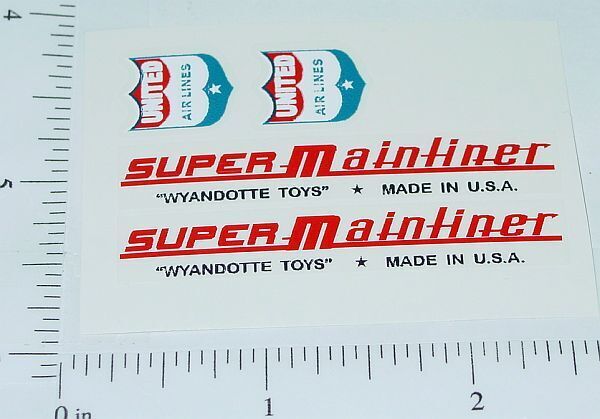 4
UNITED
AIR LINES
UNITED
AIR LINES
SUPER Mainliner
"WYANDOTTE TOYS" ★ MADE IN U.S.A.
5
SUPER Mainliner
"WYANDOTTE TOYS" ★ MADE IN U.S.A.
0 in 1 2